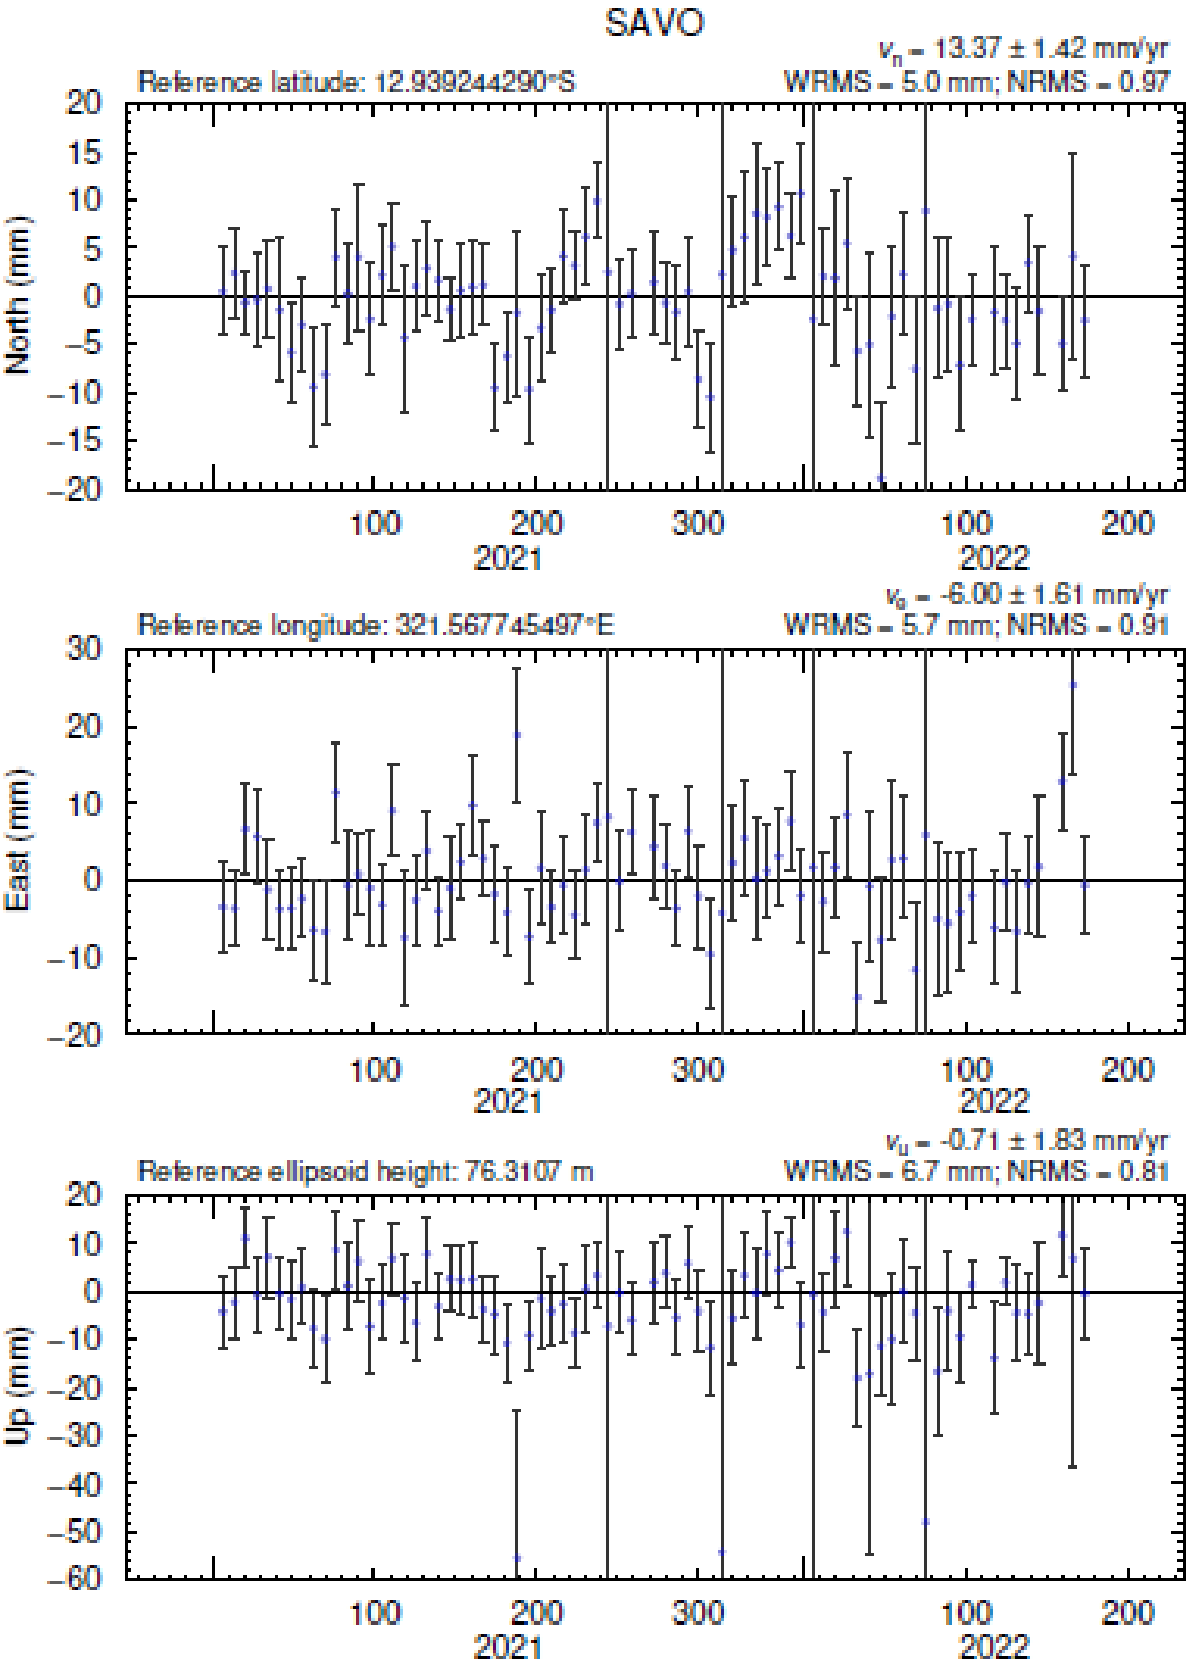 SAVO
vn = 13.37 ± 1.42 mm/yr
Reference latitude: 12.939244290°S WRMS = 5.0 mm; NRMS = 0.97
20
15
10
5
0
−5
−10
−15
−20
North (mm)
100 200 300 100 200
2021 2022
ve = -6.00 ± 1.61 mm/yr
Reference longitude: 321.567745497°E WRMS = 5.7 mm; NRMS = 0.91
30
20
10
0
−10
−20
East (mm)
100 200 300 100 200
2021 2022
vu = -0.71 ± 1.83 mm/yr
Reference ellipsoid height: 76.3107 m WRMS = 6.7 mm; NRMS = 0.81
20
10
0
−10
−20
−30
−40
−50
−60
Up (mm)
100 200 300 100 200
2021 2022